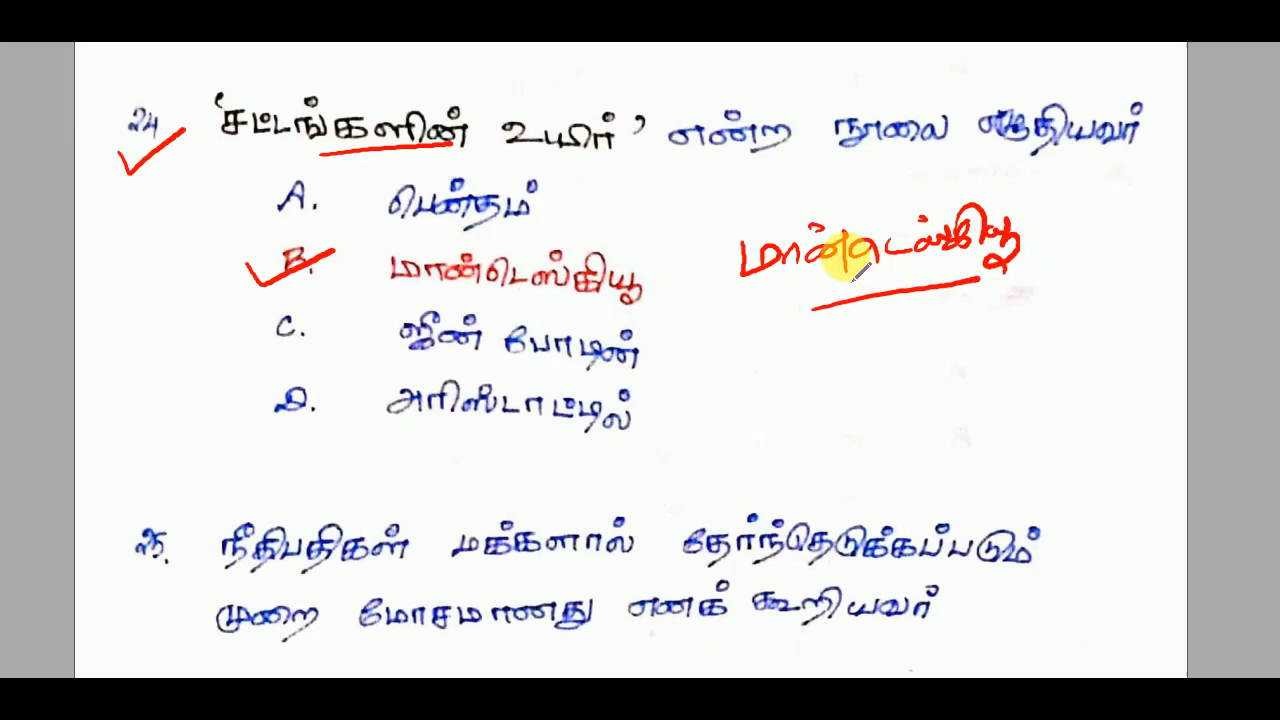 24 'சட்டங்களின் உயிர்' என்ற நூலை எழுதியவர்
A. பென்தம்
B. மாண்டெஸ்கியூ
மான்டெஸ்கியூ
C. ஜீன் போடின்
D. அரிஸ்டாட்டில்
25. நீதிபதிகள் மக்களால் தேர்ந்தெடுக்கப்படும்
முறை மோசமானது எனக் கூறியவர்